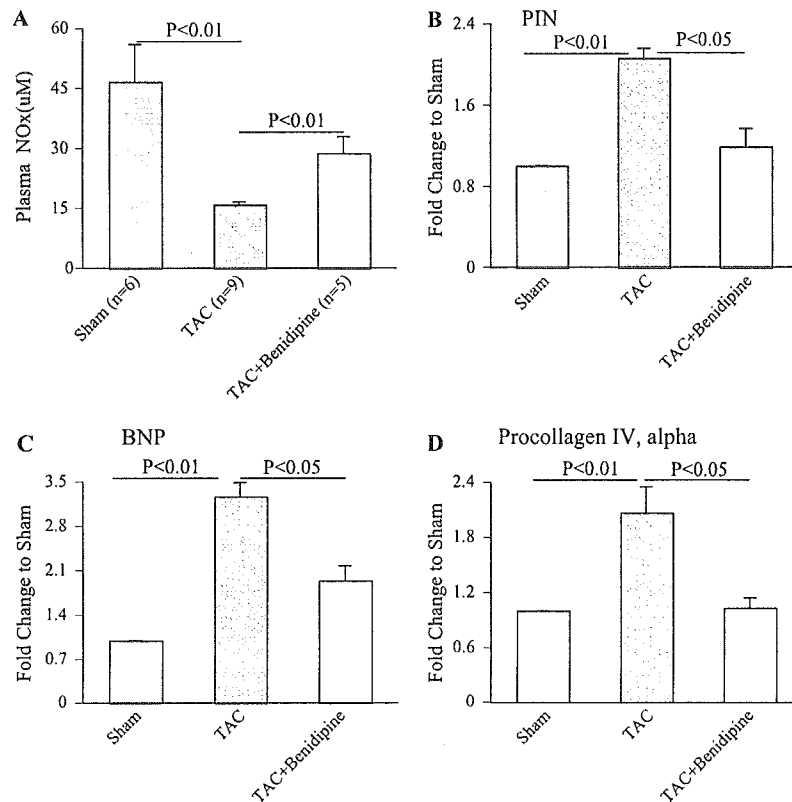 A
P<0.01
P<0.01
Plasma NOx(uM)
60
45
30
15
0
Sham (n=6)
TAC (n=9)
TAC+Benidipine (n=5)
B PIN
P<0.01 P<0.05
Fold Change to Sham
2.4
1.6
0.8
0
Sham
TAC
TAC+Benidipine
C BNP
P<0.01 P<0.05
Fold Change to Sham
3.5
2.8
2.1
1.4
0.7
0
Sham
TAC
TAC+Benidipine
D Procollagen IV, alpha
P<0.01 P<0.05
Fold Change to Sham
2.4
1.8
1.2
0.6
0
Sham
TAC
TAC+Benidipine